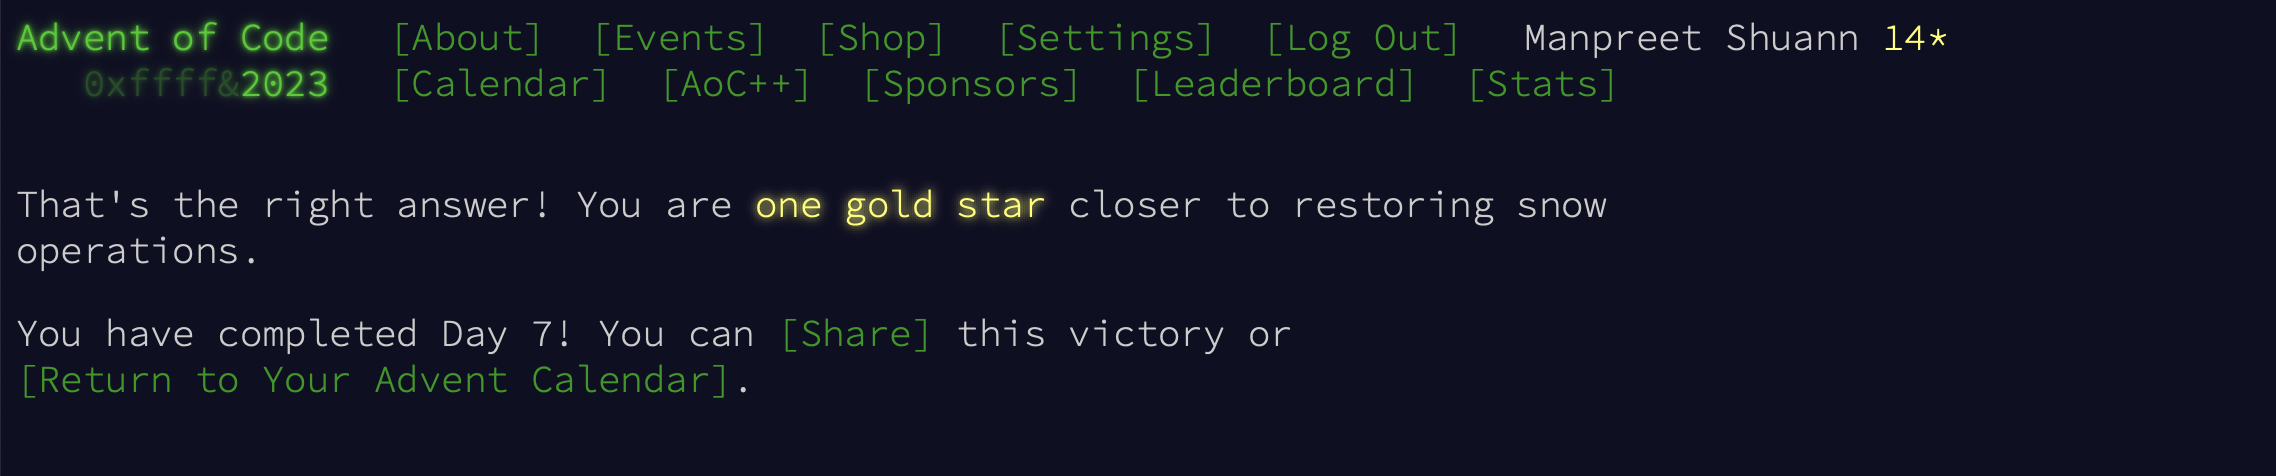 Advent of Code [About] [Events] [Shop] [Settings] [Log Out] Manpreet Shuann 14*
0xffff&2023 [Calendar] [AoC++] [Sponsors] [Leaderboard] [Stats]
That's the right answer! You are one gold star closer to restoring snow
operations.
You have completed Day 7! You can [Share] this victory or
[Return to Your Advent Calendar].